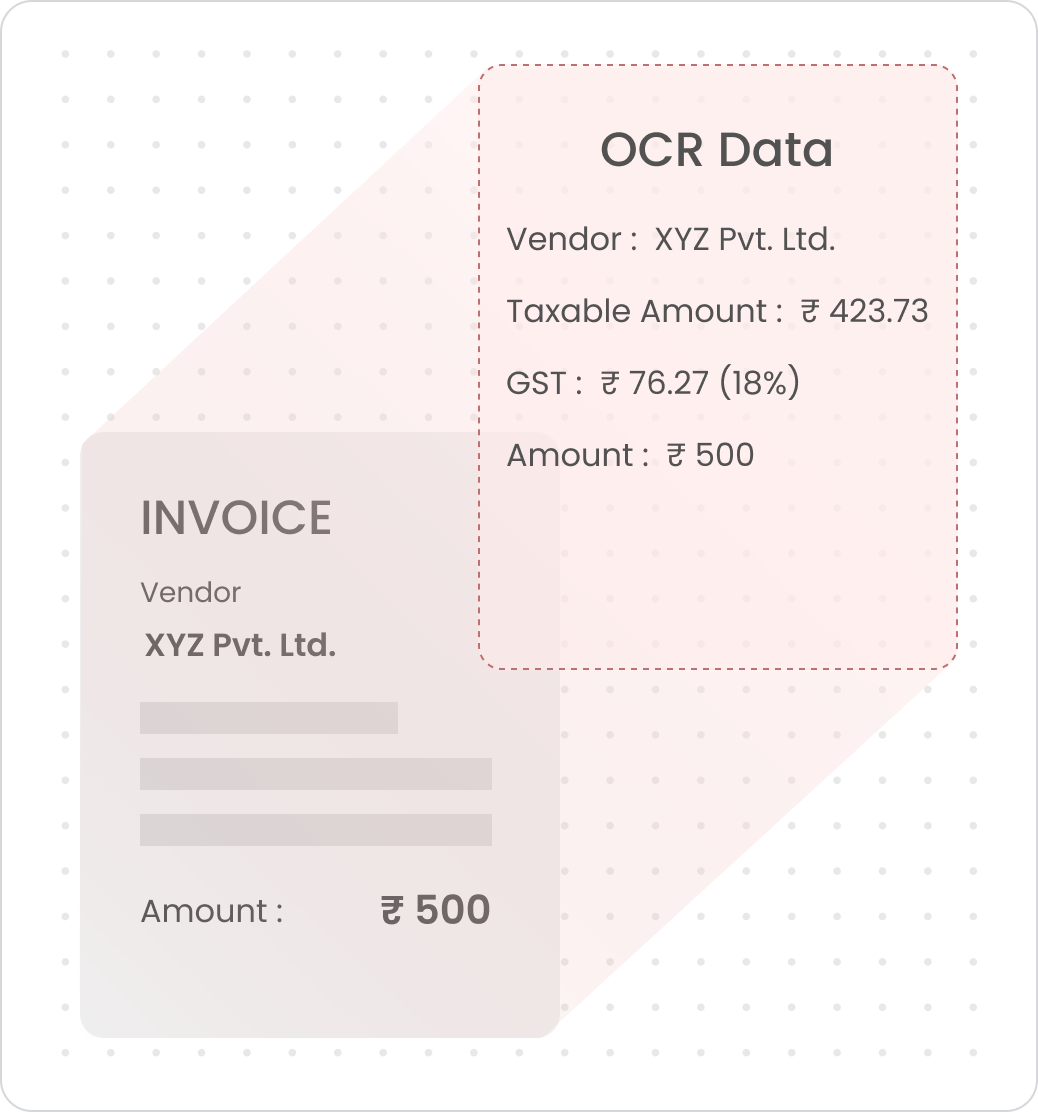 OCR Data
Vendor : XYZ Pvt. Ltd.
Taxable Amount : ₹ 423.73
GST : ₹ 76.27 (18%)
Amount : ₹ 500
INVOICE
Vendor
XYZ Pvt. Ltd.
Amount : ₹ 500